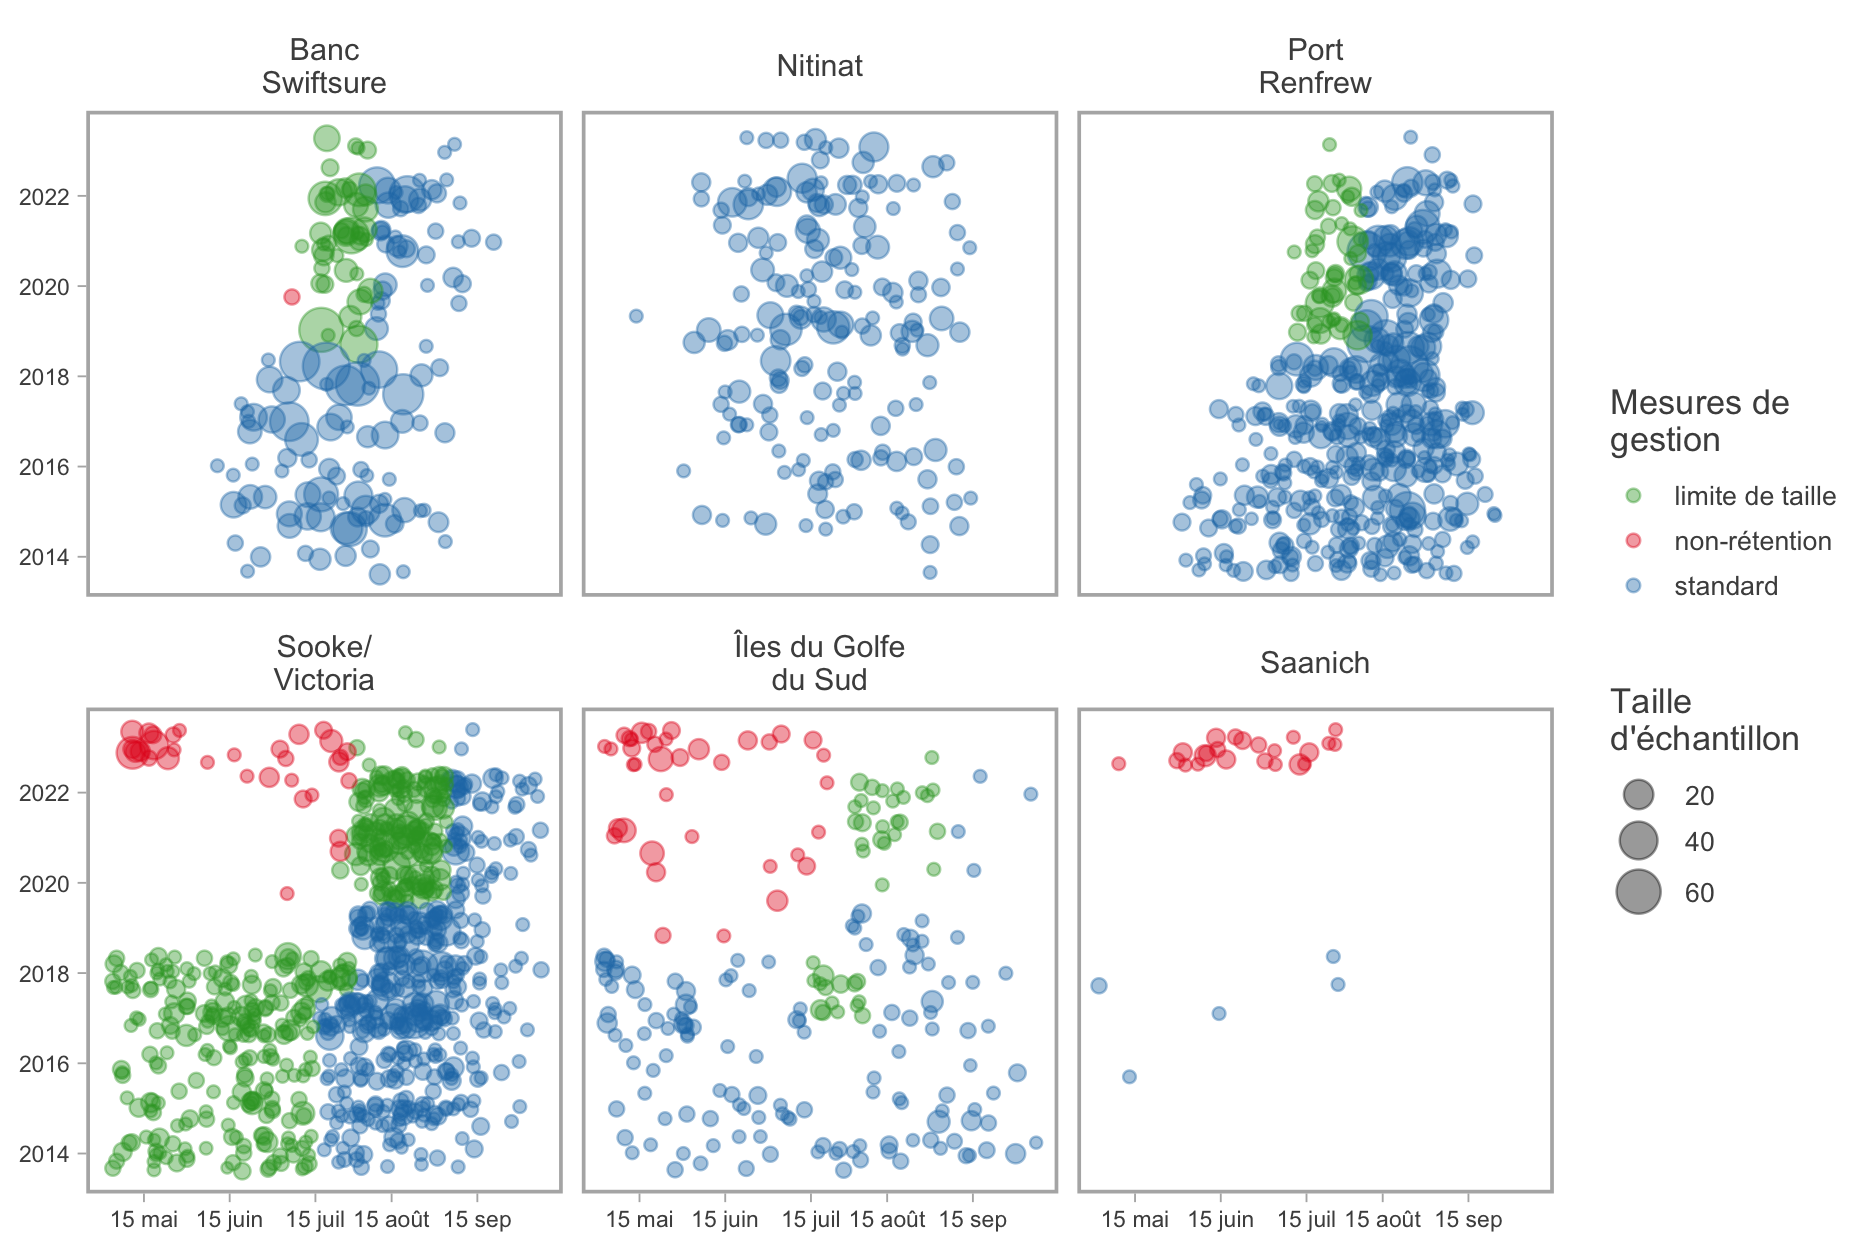 Banc
Swiftsure
Nitinat
Port
Renfrew
2022
2020
2018
2016
2014
Mesures de
gestion
limite de taille
non-rétention
standard
Sooke/
Victoria
Îles du Golfe
du Sud
Saanich
2022
2020
2018
2016
2014
Taille
d'échantillon
20
40
60
15 mai 15 juin 15 juil 15 août 15 sep
15 mai 15 juin 15 juil 15 août 15 sep
15 mai 15 juin 15 juil 15 août 15 sep